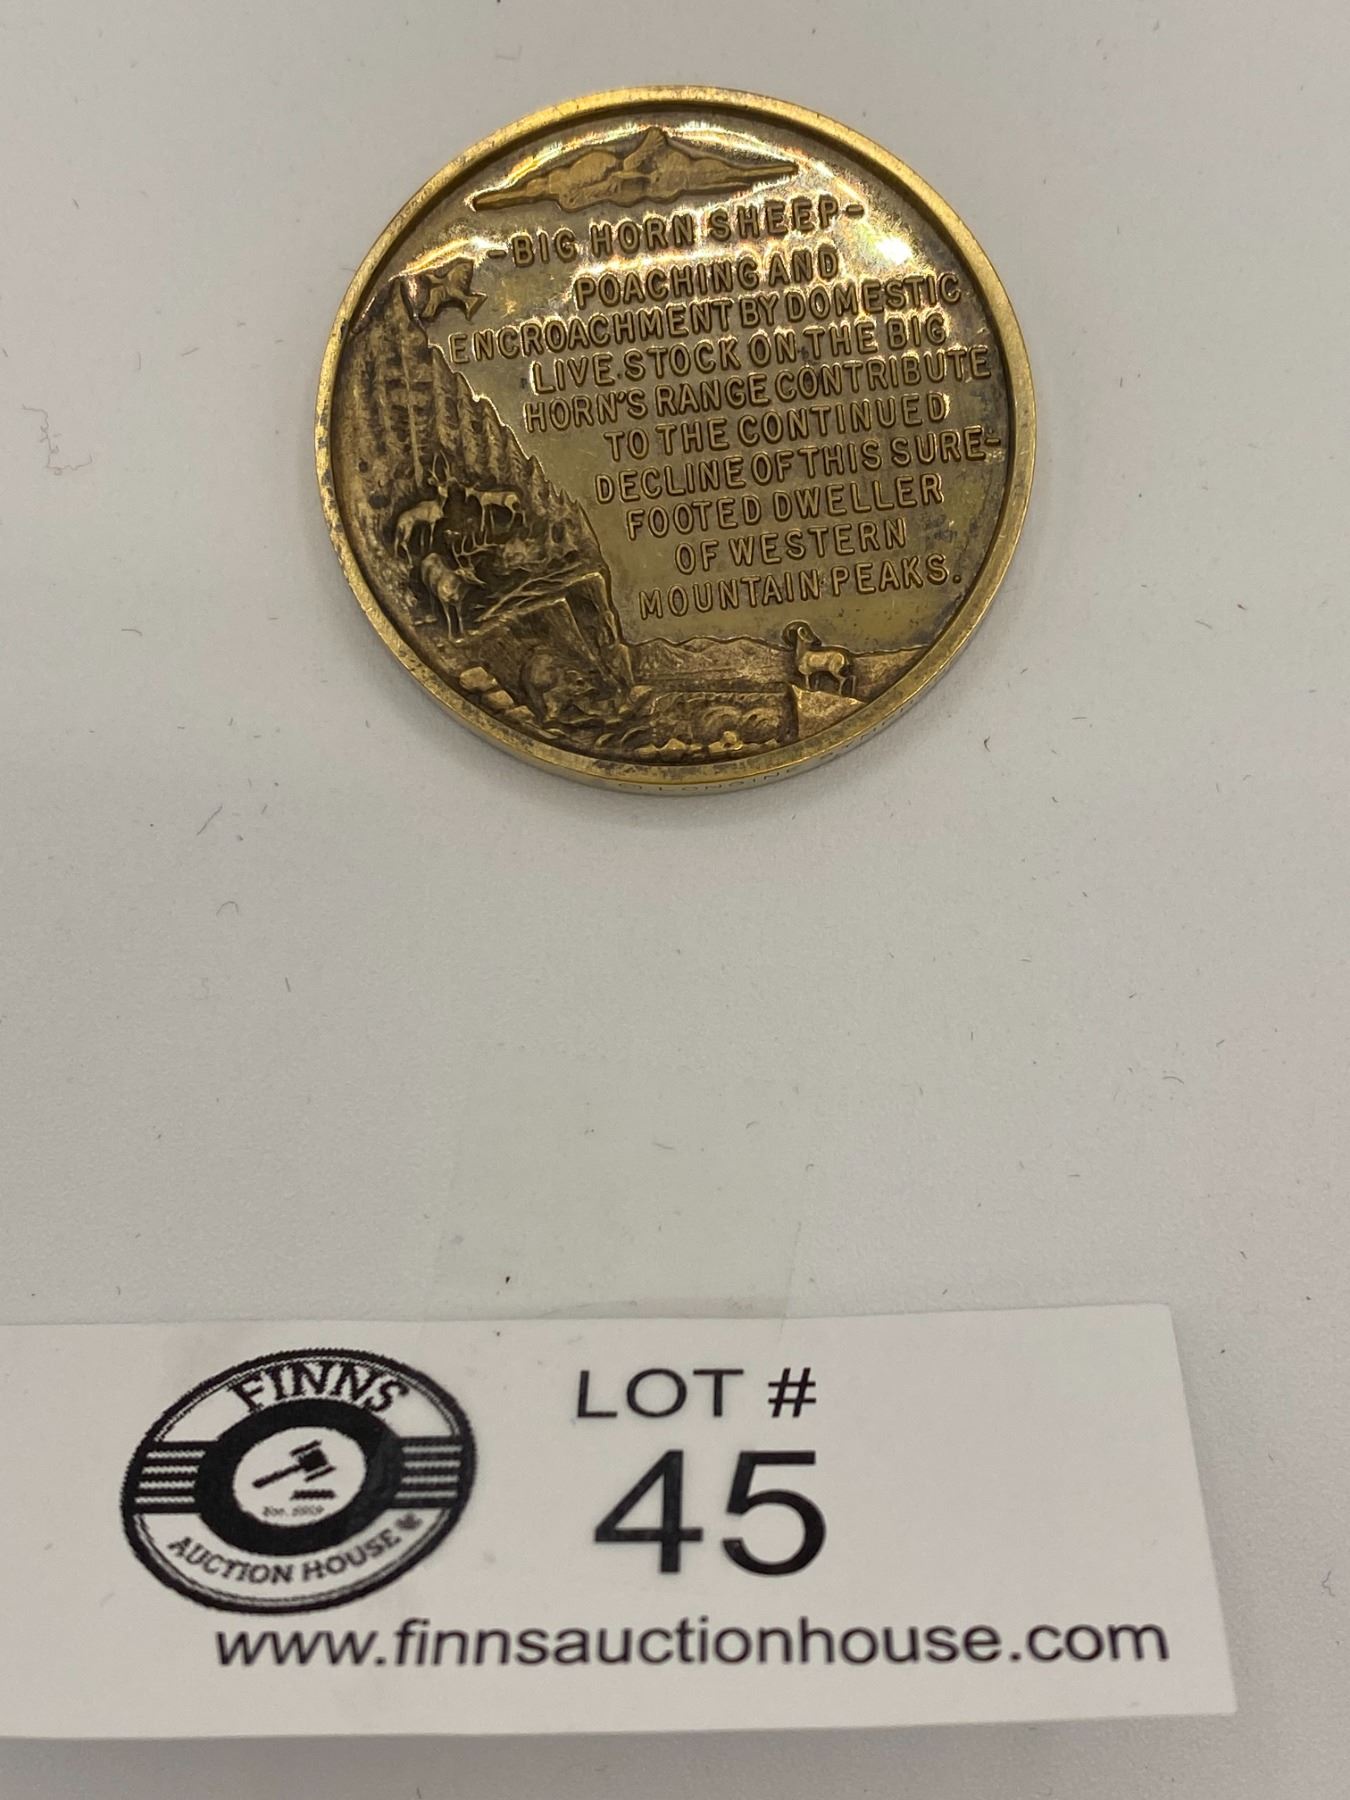 -BIG HORN SHEEP-
POACHING AND
ENCROACHMENT BY DOMESTIC
LIVE STOCK ON THE BIG
HORN'S RANGE CONTRIBUTE
TO THE CONTINUED
DECLINE OF THIS SURE-
FOOTED DWELLER
OF WESTERN
MOUNTAIN PEAKS.
FINNS
AUCTION HOUSE
LOT #
45
www.finnsauctionhouse.com